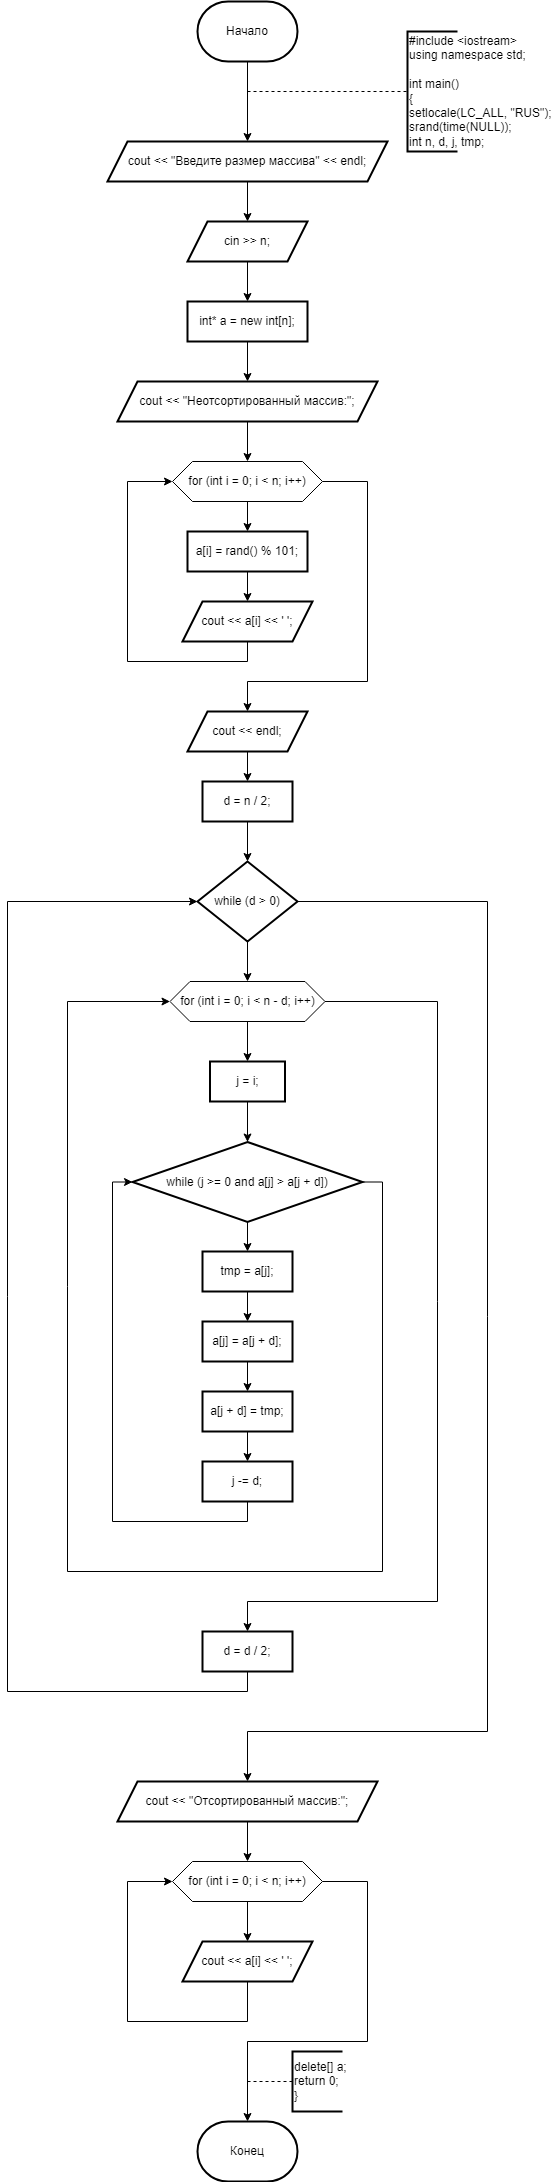 Начало
#include <iostream>
using namespace std;
int main()
{
setlocale(LC_ALL, "RUS");
srand(time(NULL));
int n, d, j, tmp;
cout << "Введите размер массива" << endl;
cin >> n;
int* a = new int[n];
cout << "Неотсортированный массив:";
for (int i = 0; i < n; i++)
a[i] = rand() % 101;
cout << a[i] << ' ';
cout << endl;
d = n / 2;
while (d > 0)
for (int i = 0; i < n - d; i++)
j = i;
while (j >= 0 and a[j] > a[j + d])
tmp = a[j];
a[j] = a[j + d];
a[j + d] = tmp;
j -= d;
d = d / 2;
cout << "Отсортированный массив:";
for (int i = 0; i < n; i++)
cout << a[i] << ' ';
delete[] a;
return 0;
}
Конец